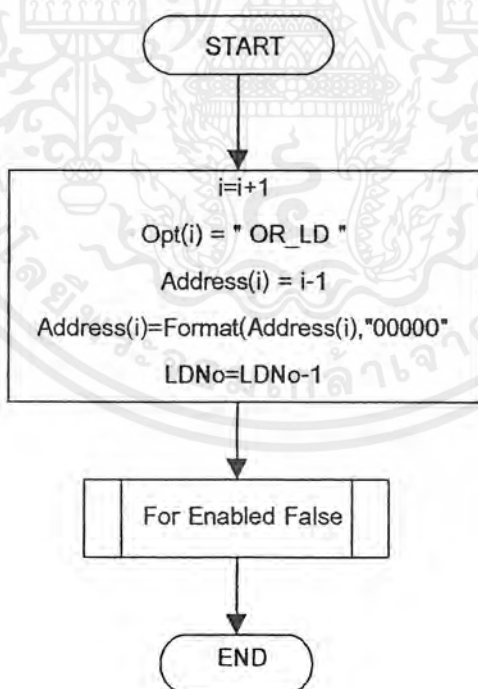 START
i=i+1
Opt(i) = " OR_LD "
Address(i) = i-1
Address(i)=Format(Address(i),"00000"
LDNo=LDNo-1
For Enabled False
END